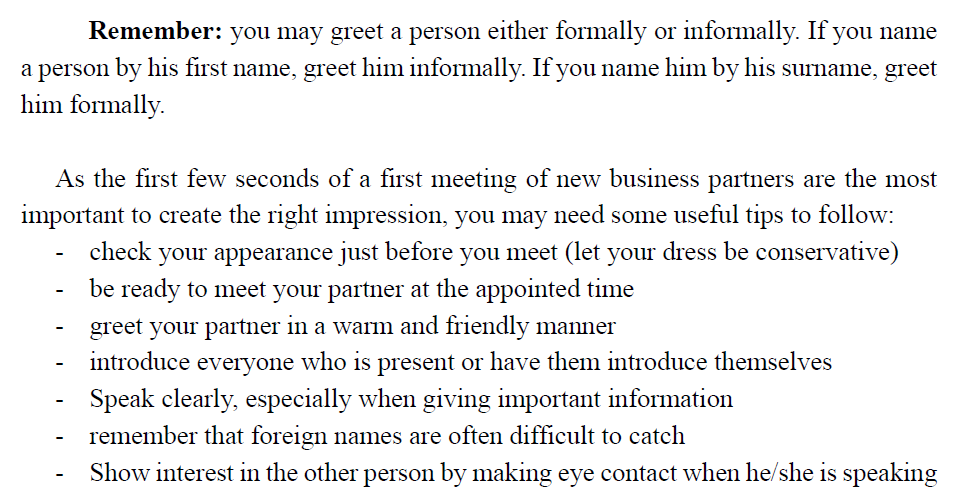 Remember: you may greet a person either formally or informally. If you name
a person by his first name, greet him informally. If you name him by his surname, greet
him formally.
As the first few seconds of a first meeting of new business partners are the most
important to create the right impression, you may need some useful tips to follow:
- check your appearance just before you meet (let your dress be conservative)
- be ready to meet your partner at the appointed time
- greet your partner in a warm and friendly manner
- introduce everyone who is present or have them introduce themselves
- Speak clearly, especially when giving important information
- remember that foreign names are often difficult to catch
- Show interest in the other person by making eye contact when he/she is speaking